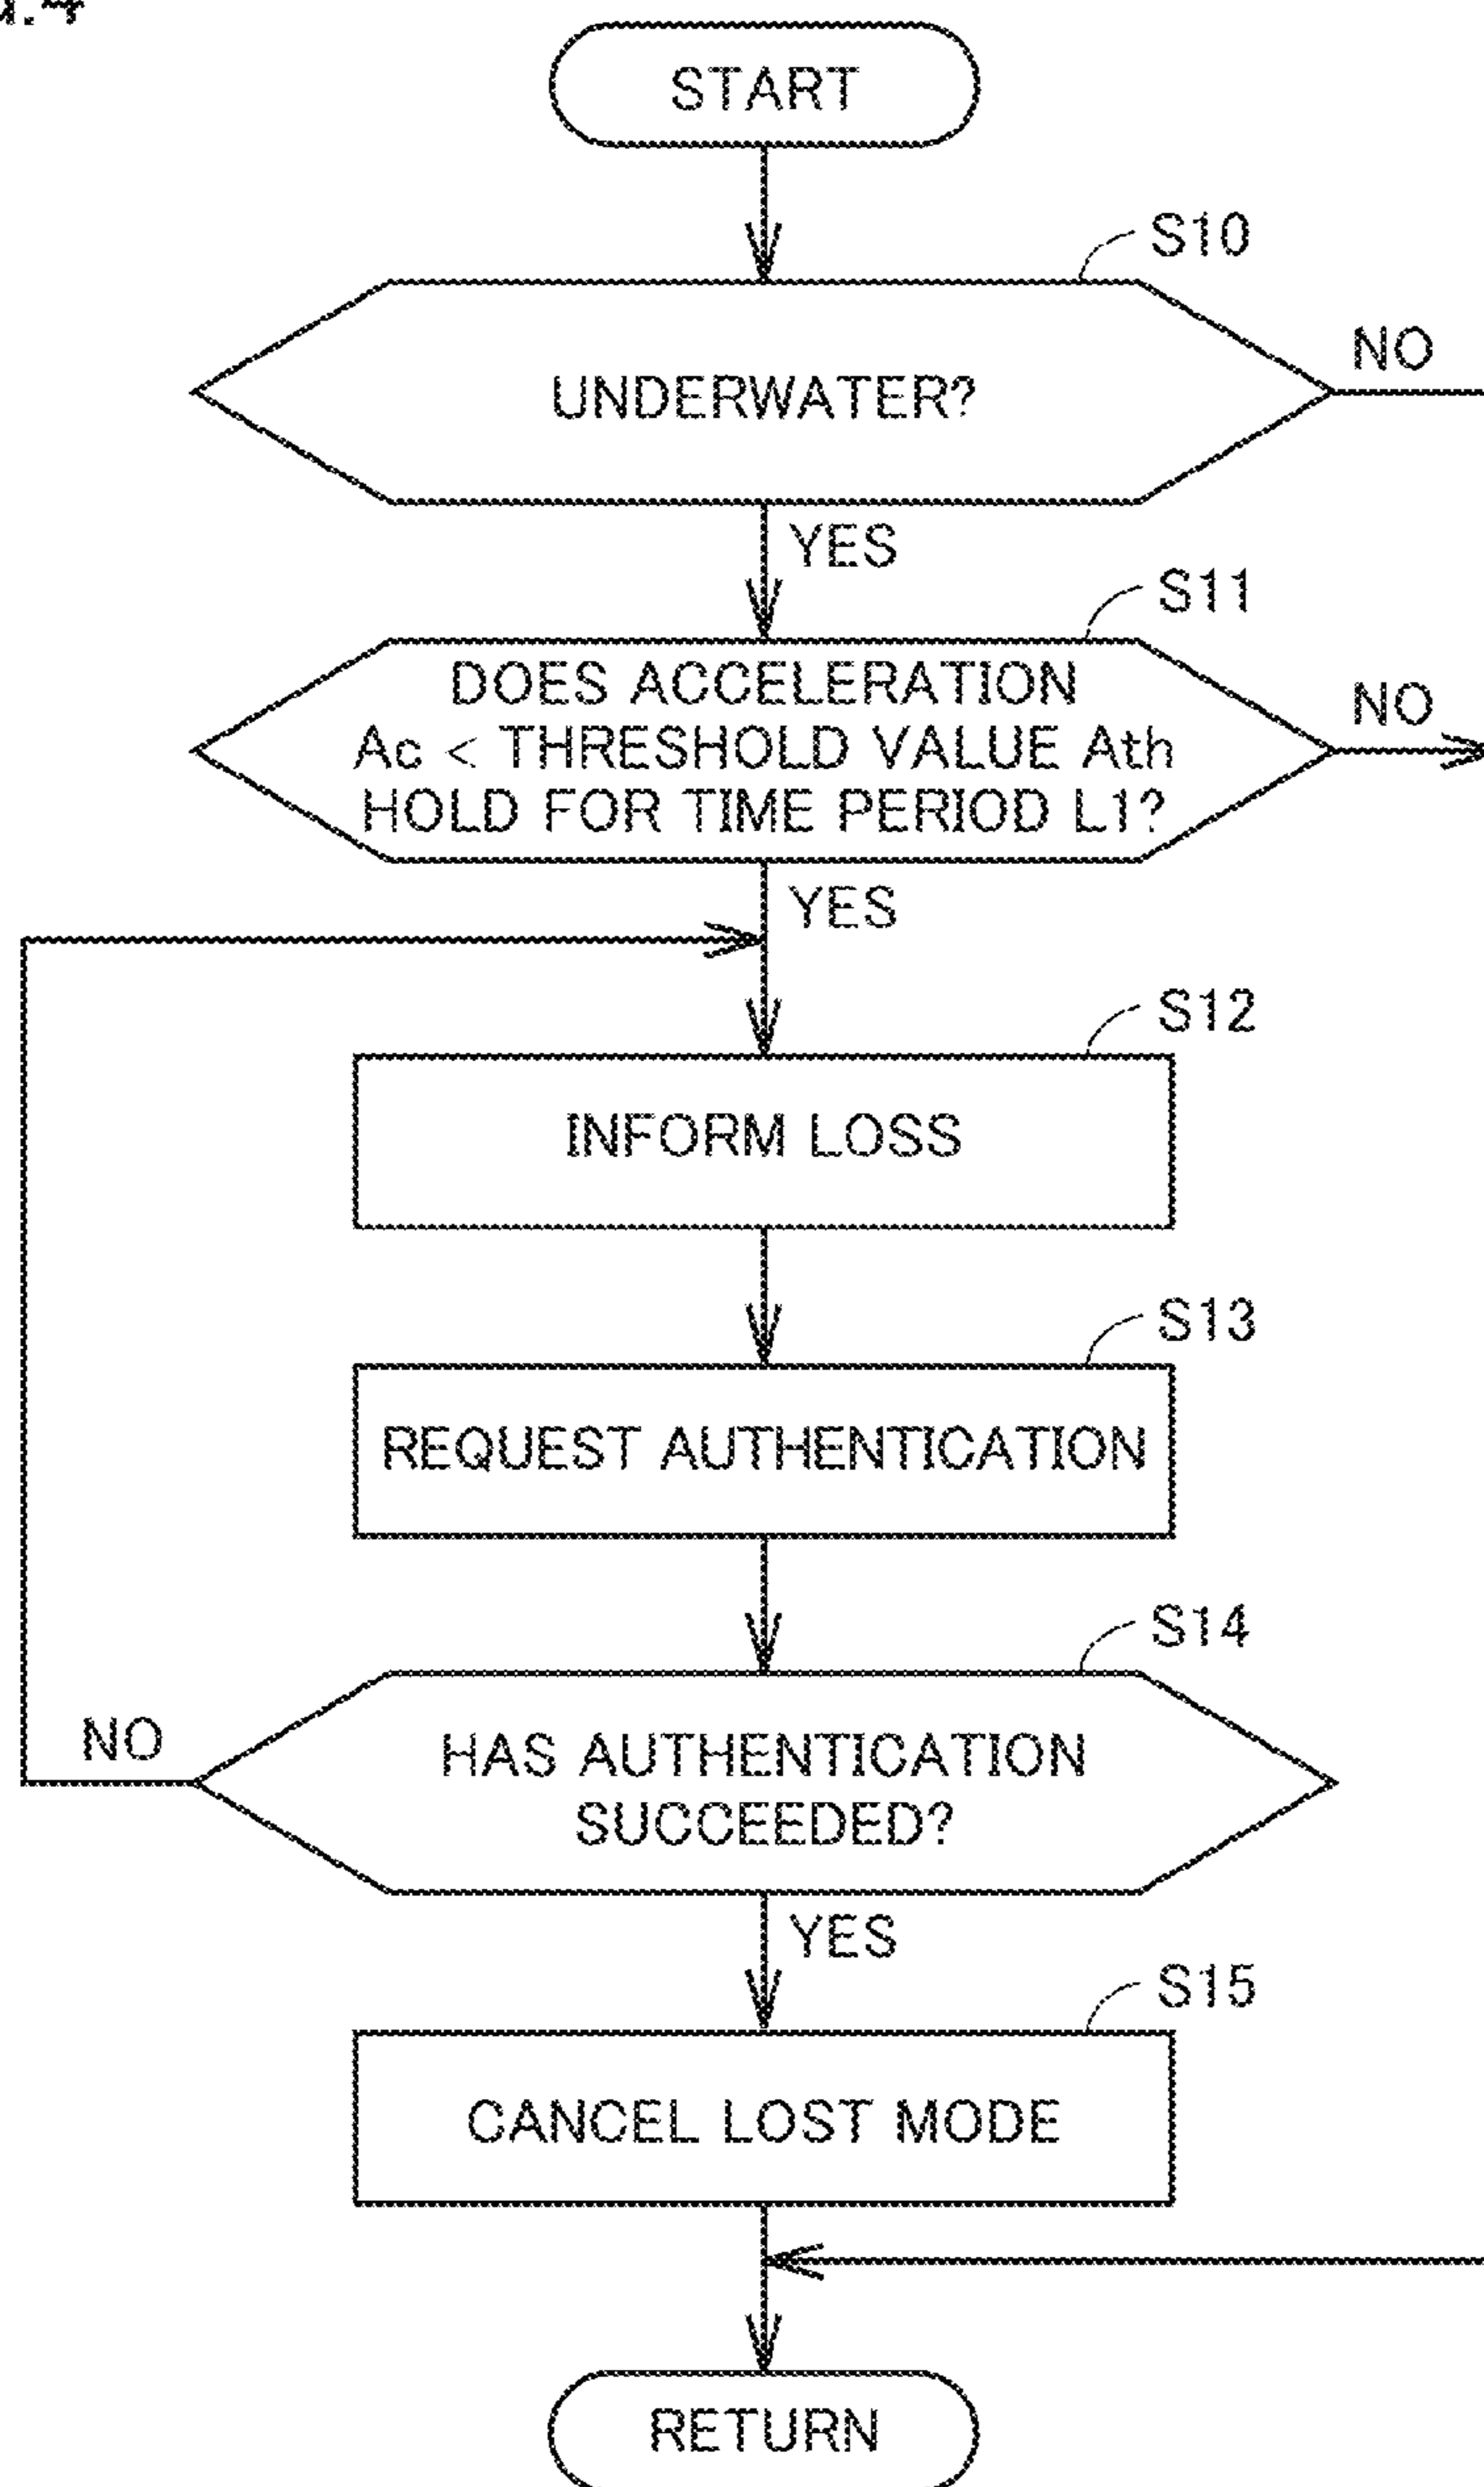 START
S10
UNDERWATER?
NO
YES
S11
DOES ACCELERATION
Ac < THRESHOLD VALUE Ath
HOLD FOR TIME PERIOD L1?
NO
YES
S12
INFORM LOSS
S13
REQUEST AUTHENTICATION
S14
HAS AUTHENTICATION
SUCCEEDED?
NO
YES
S15
CANCEL LOST MODE
RETURN